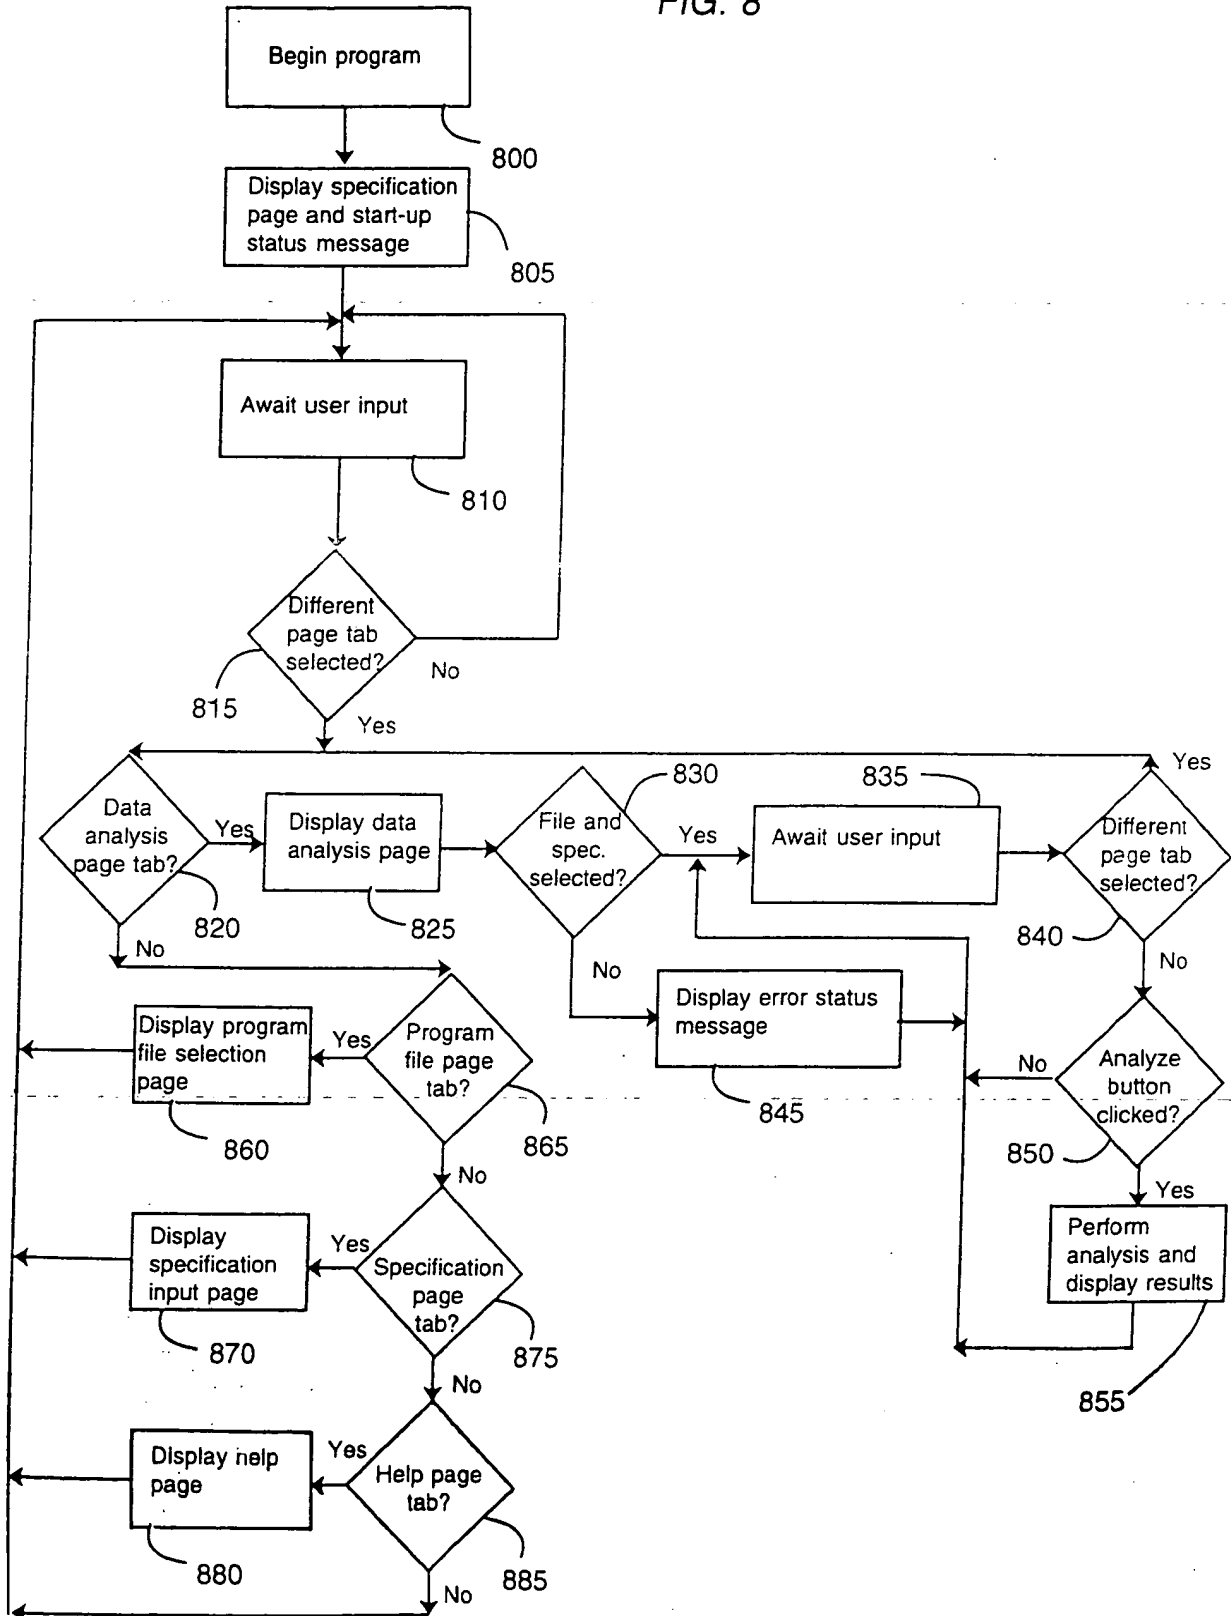 FIG. 8
Begin program
800
Display specification
page and start-up
status message
805
Await user input
810
Different
page tab
selected?
No
815
Yes
Data
analysis
page tab?
Yes
820
No
Display data
analysis page
825
File and
spec.
selected?
830
Yes
No
835
Await user input
Different
page tab
selected?
Yes
840
No
Display error status
message
845
Analyze
button
clicked?
No
850
Yes
Perform
analysis and
display results
855
Program
file page
tab?
Yes
865
No
Display program
file selection
page
860
Specification
page
tab?
Yes
875
No
Display
specification
input page
870
Help page
tab?
Yes
885
No
Display help
page
880